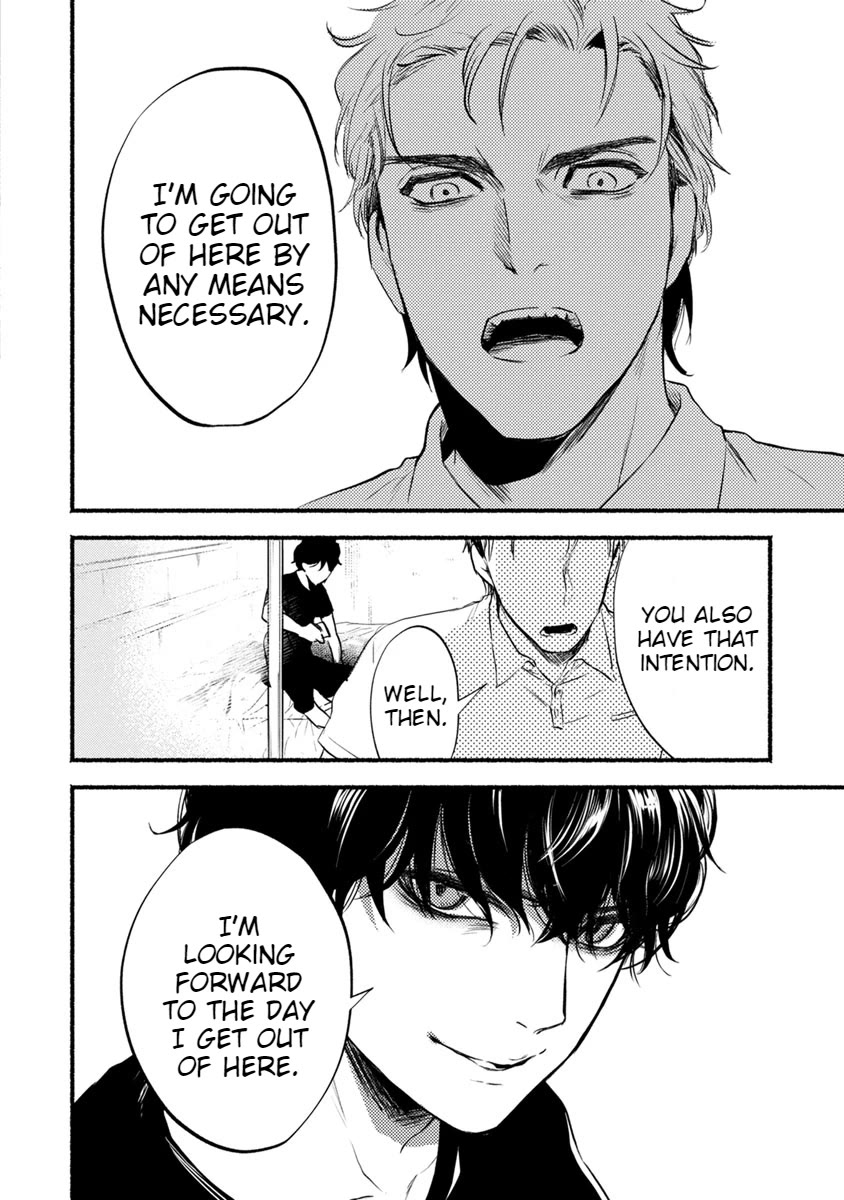 I'M GOING
TO GET OUT
OF HERE BY
ANY MEANS
NECESSARY.
YOU ALSO
HAVE THAT
INTENTION.
WELL,
THEN.
I'M
LOOKING
FORWARD
TO THE DAY
I GET OUT
OF HERE.